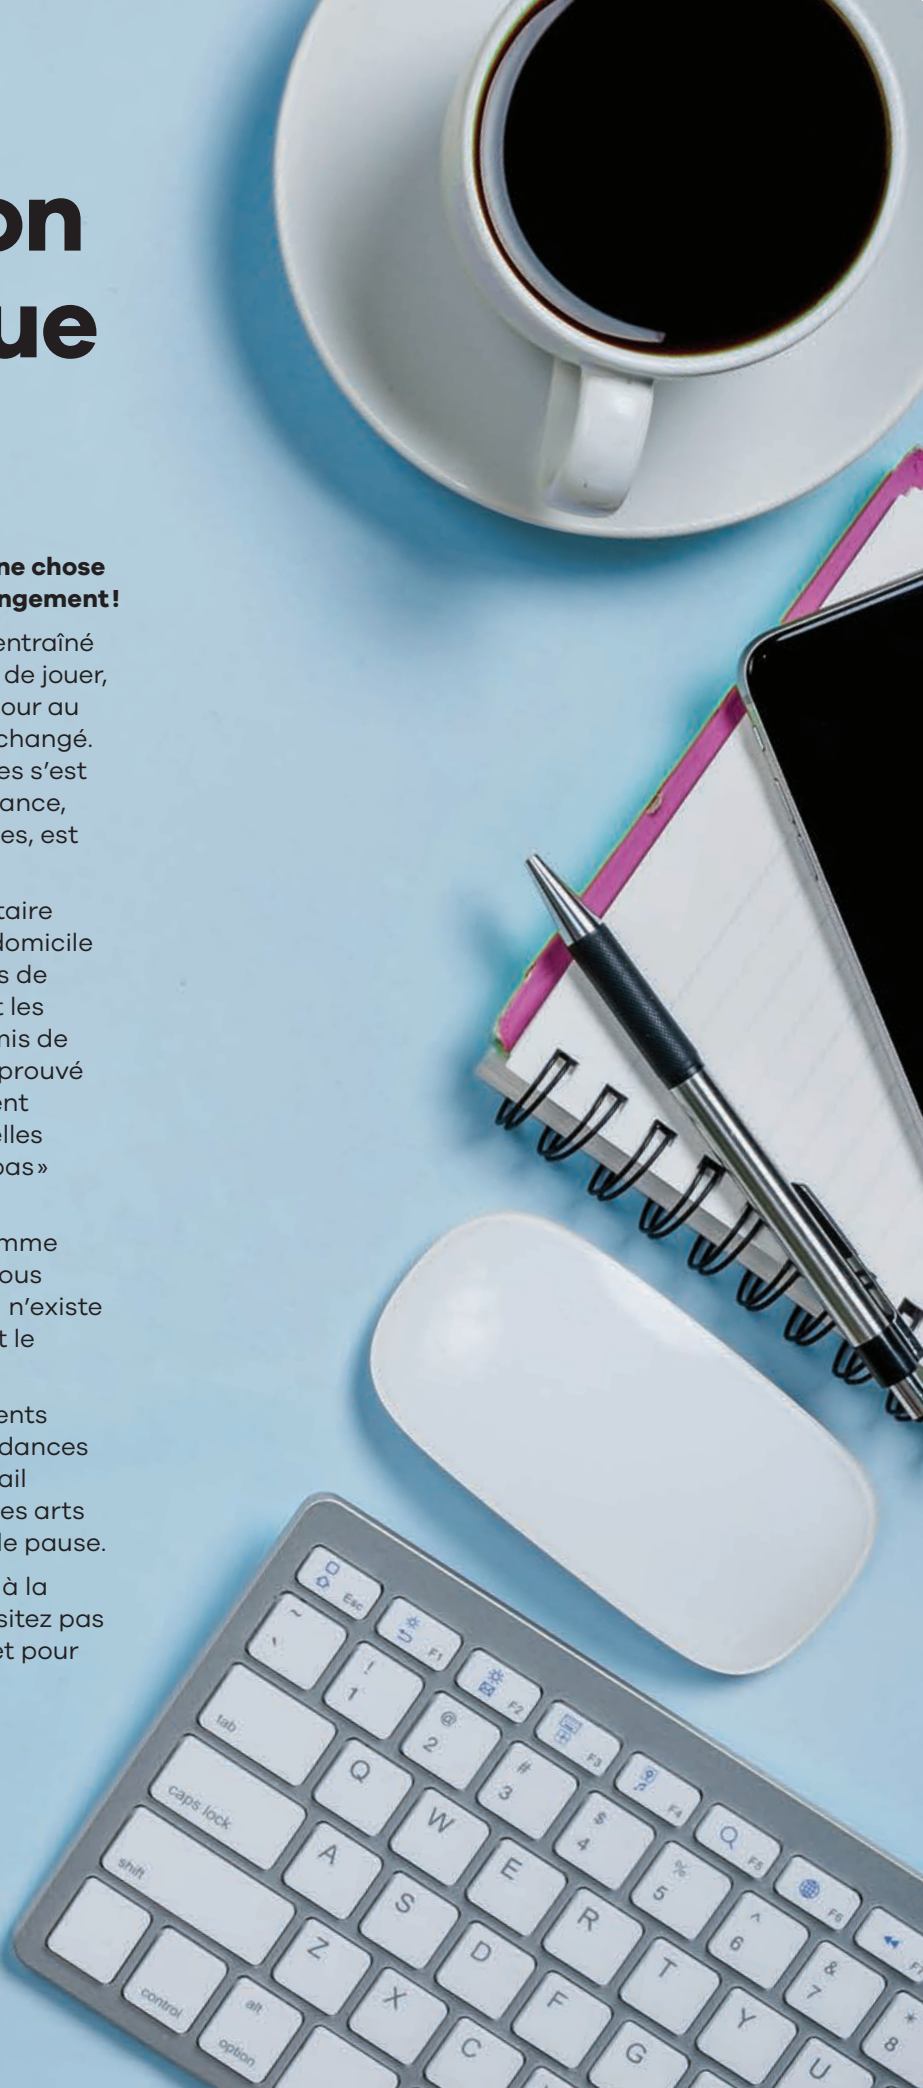 on
ue
ne chose
ngement !
entraîné
de jouer,
our au
changé.
es s’est
ance,
es, est
taire
domicile
s de
t les
nis de
prouvé
ent
elles
pas »
mme
ous
n’existe
t le
ents
dances
ail
es arts
de pause.
à la
sitez pas
et pour
Esc
F1
F2
F3
F4
F5
F6
F7
~
`
!
1
@
2
#
3
$
4
%
5
^
6
&
7
*
8
tab
Q
W
E
R
T
Y
U
caps lock
A
S
D
F
G
shift
Z
X
C
control
alt
option